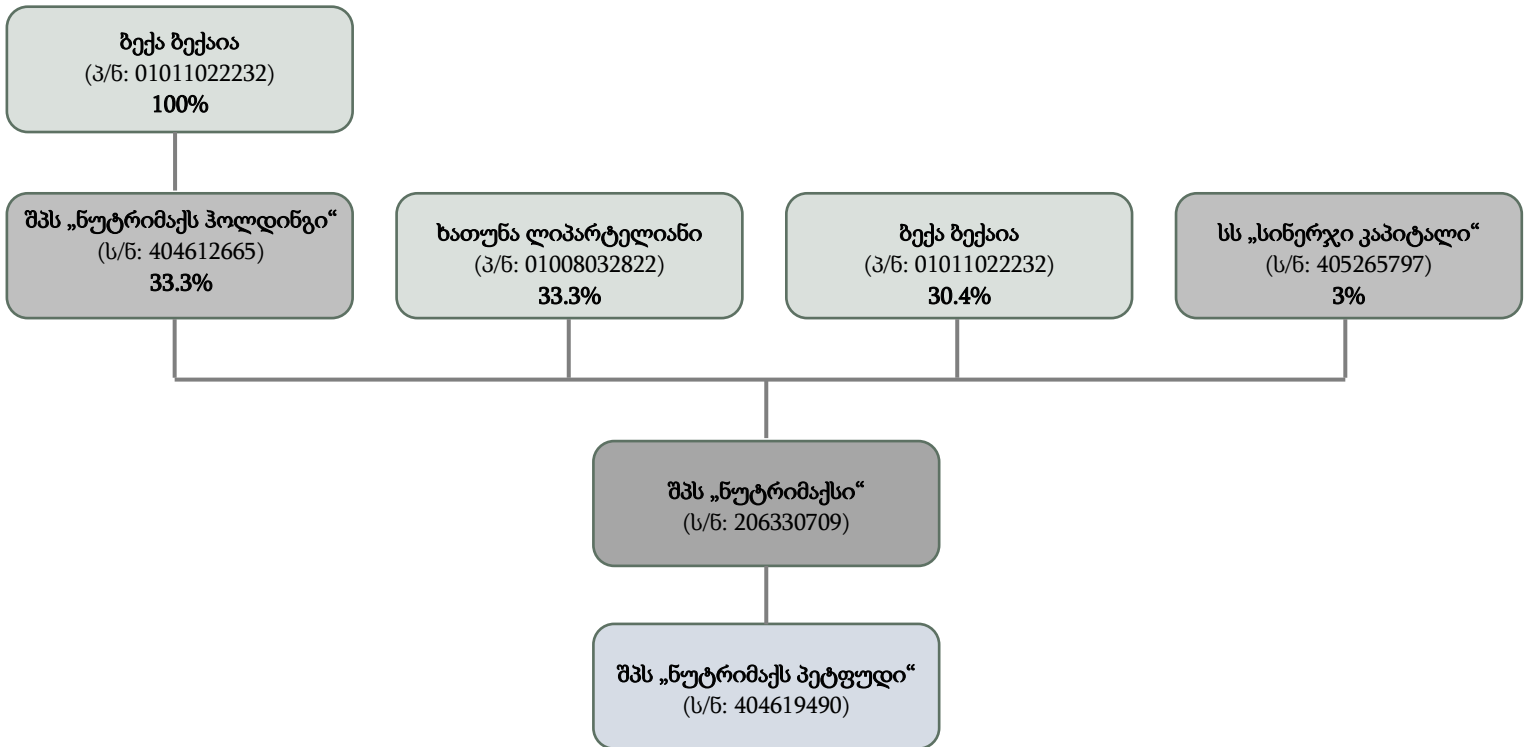 ბექა ბექაია
(პ/ნ: 01011022232)
100%
შპს „ნუტრიმაქს ჰოლდინგი“
(ს/ნ: 404612665)
33.3%
ხათუნა ლიპარტელიანი
(პ/ნ: 01008032822)
33.3%
ბექა ბექაია
(პ/ნ: 01011022232)
30.4%
სს „სინერჯი კაპიტალი“
(ს/ნ: 405265797)
3%
შპს „ნუტრიმაქსი“
(ს/ნ: 206330709)
შპს „ნუტრიმაქს პეტფუდი“
(ს/ნ: 404619490)